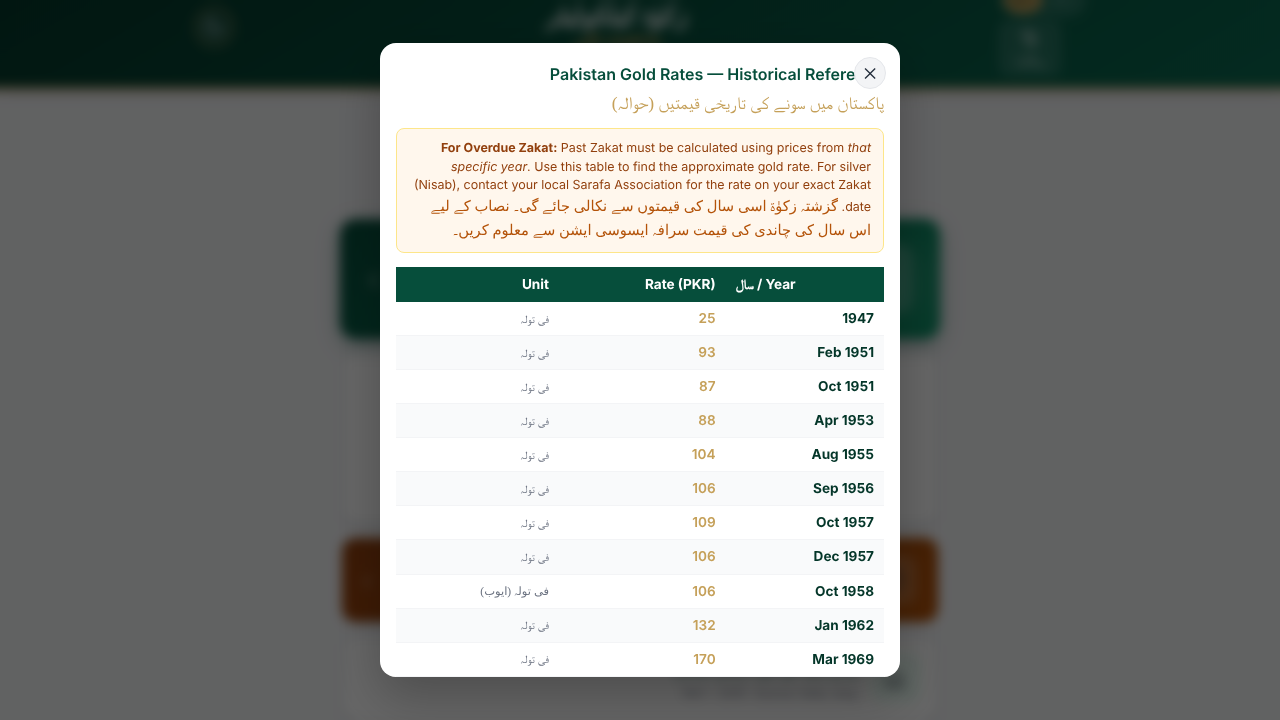 Pakistan Gold Rates — Historical Refere
پاکستان میں سونے کی تاریخی قیمتیں (حوالہ)
For Overdue Zakat: Past Zakat must be calculated using prices from that
specific year. Use this table to find the approximate gold rate. For silver
(Nisab), contact your local Sarafa Association for the rate on your exact Zakat
date. گزشتہ زکوٰۃ اسی سال کی قیمتوں سے نکالی جائے گی۔ نصاب کے لیے
اس سال کی چاندی کی قیمت سرافہ ایسوسی ایشن سے معلوم کریں۔
سال / Year Rate (PKR) Unit
1947 25 فی تولہ
Feb 1951 93 فی تولہ
Oct 1951 87 فی تولہ
Apr 1953 88 فی تولہ
Aug 1955 104 فی تولہ
Sep 1956 106 فی تولہ
Oct 1957 109 فی تولہ
Dec 1957 106 فی تولہ
Oct 1958 106 فی تولہ (ایوب)
Jan 1962 132 فی تولہ
Mar 1969 170 فی تولہ